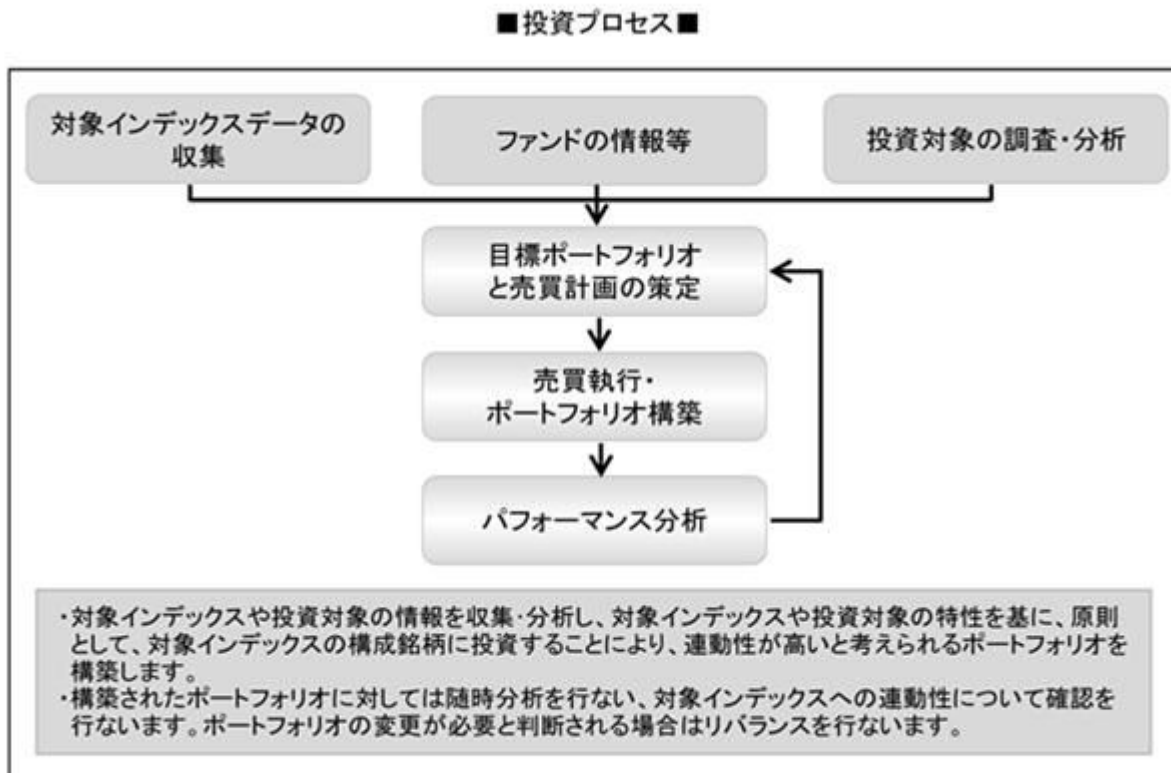 ■投資プロセス■
対象インデックスデータの
収集
ファンドの情報等
投資対象の調査・分析
目標ポートフォリオ
と売買計画の策定
売買執行・
ポートフォリオ構築
パフォーマンス分析
・対象インデックスや投資対象の情報を収集・分析し、対象インデックスや投資対象の特性を基に、原則
として、対象インデックスの構成銘柄に投資することにより、連動性が高いと考えられるポートフォリオを
構築します。
・構築されたポートフォリオに対しては随時分析を行ない、対象インデックスへの連動性について確認を
行ないます。ポートフォリオの変更が必要と判断される場合はリバランスを行ないます。